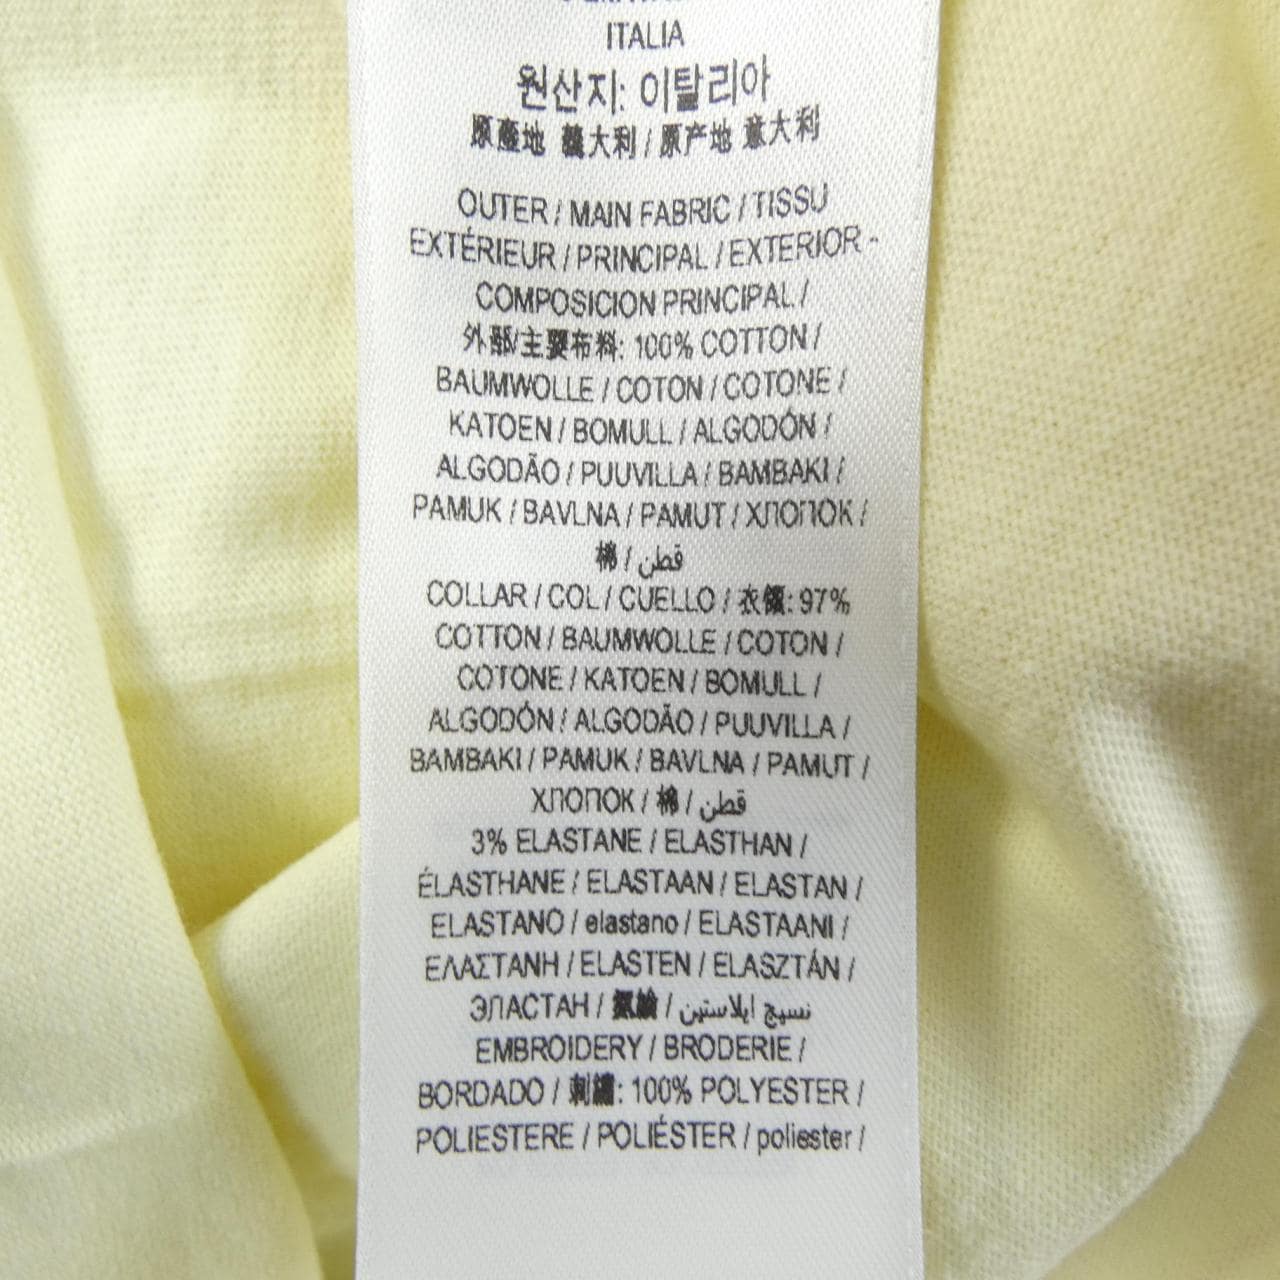 ITALIA
원산지: 이탈리아
原產地 義大利 / 原产地 意大利
OUTER / MAIN FABRIC / TISSU
EXTÉRIEUR / PRINCIPAL / EXTERIOR -
COMPOSICION PRINCIPAL /
外部/主要布料: 100% COTTON /
BAUMWOLLE / COTON / COTONE /
KATOEN / BOMULL / ALGODÓN /
ALGODÃO / PUUVILLA / BAMBAKI /
PAMUK / BAVLNA / PAMUT / ХЛОПОК /
棉 / قطن
COLLAR / COL / CUELLO / 衣領: 97%
COTTON / BAUMWOLLE / COTON /
COTONE / KATOEN / BOMULL /
ALGODÓN / ALGODÃO / PUUVILLA /
BAMBAKI / PAMUK / BAVLNA / PAMUT /
ХЛОПОК / 棉 / قطن
3% ELASTANE / ELASTHAN /
ÉLASTHANE / ELASTAAN / ELASTAN /
ELASTANO / elastano / ELASTAANI /
ΕΛΑΣΤΑΝΗ / ELASTEN / ELASZTÁN /
ЭЛАСТАН / 氨綸 / نسيج ايلاستين
EMBROIDERY / BRODERIE /
BORDADO / 刺繡: 100% POLYESTER /
POLIESTERE / POLIÉSTER / poliester /